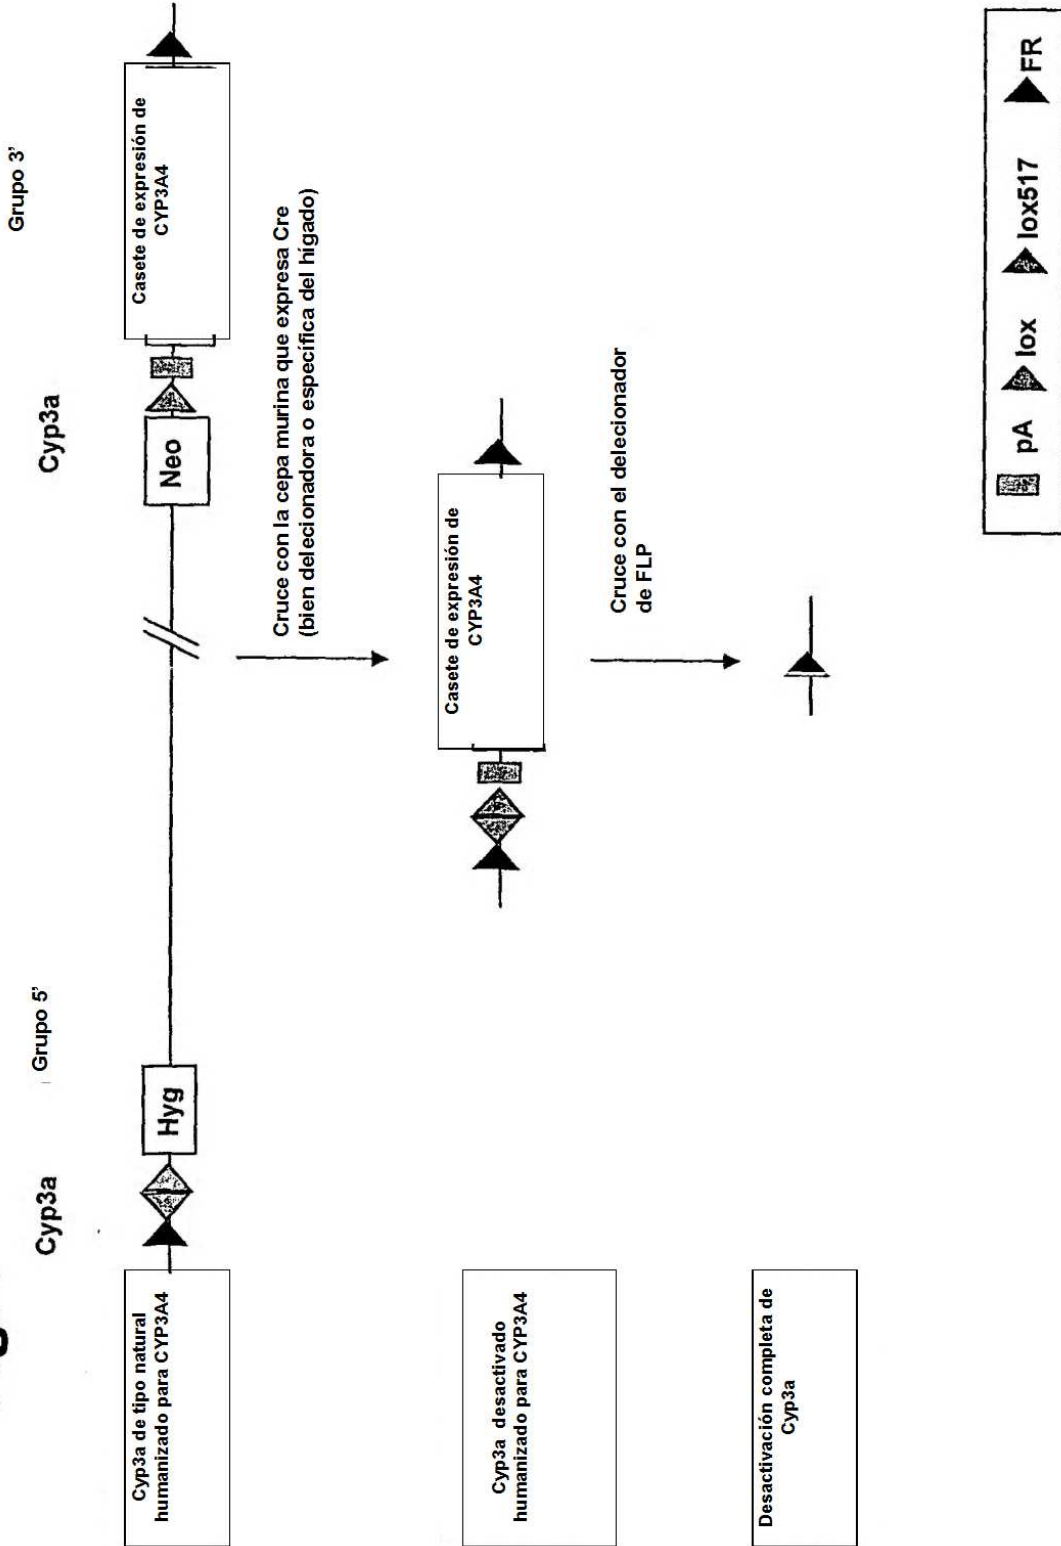 Cyp3a
Grupo 5'
Cyp3a
Grupo 3'
Cyp3a de tipo natural
humanizado para CYP3A4
Hyg
Neo
Casete de expresión de
CYP3A4
Cruce con la cepa murina que expresa Cre
(bien delecionadora o específica del hígado)
Cyp3a desactivado
humanizado para CYP3A4
Casete de expresión de
CYP3A4
Cruce con el delecionador
de FLP
Desactivación completa de
Cyp3a
pA lox lox517 FR